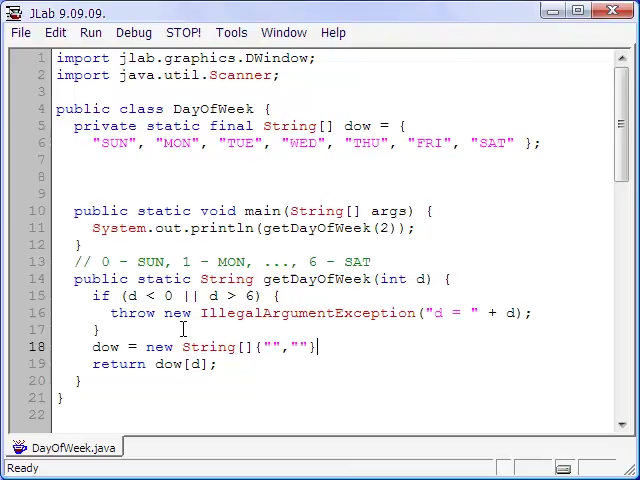 JLab 9.09.09.
File Edit Run Debug STOP! Tools Window Help
1 import jlab.graphics.DWindow;
2 import java.util.Scanner;
3
4 public class DayOfWeek {
5 private static final String[] dow = {
6 "SUN", "MON", "TUE", "WED", "THU", "FRI", "SAT" };
7
8
9
10 public static void main(String[] args) {
11 System.out.println(getDayOfWeek(2));
12 }
13 // 0 - SUN, 1 - MON, ..., 6 - SAT
14 public static String getDayOfWeek(int d) {
15 if (d < 0 || d > 6) {
16 throw new IllegalArgumentException("d = " + d);
17 }
18 dow = new String[]{"",""}
19 return dow[d];
20 }
21 }
22
DayOfWeek.java
Ready